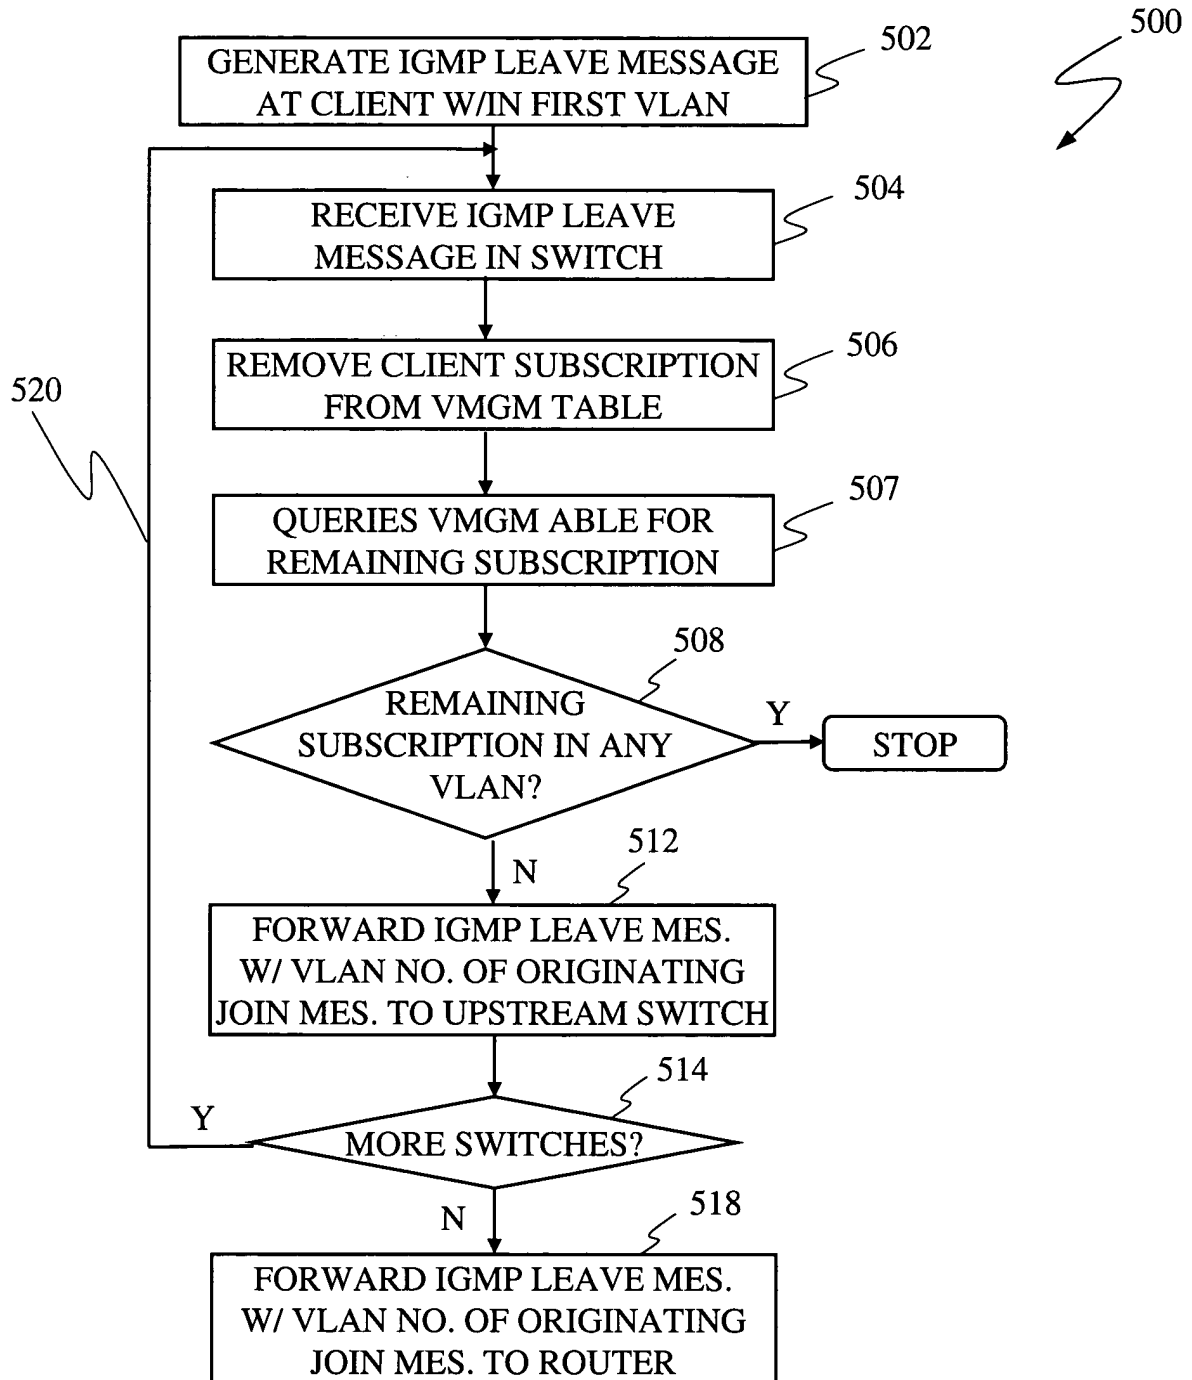 500
502
GENERATE IGMP LEAVE MESSAGE
AT CLIENT W/IN FIRST VLAN
504
RECEIVE IGMP LEAVE
MESSAGE IN SWITCH
506
REMOVE CLIENT SUBSCRIPTION
FROM VMGM TABLE
520
507
QUERIES VMGM ABLE FOR
REMAINING SUBSCRIPTION
508
REMAINING
SUBSCRIPTION IN ANY
VLAN?
Y
STOP
N
512
FORWARD IGMP LEAVE MES.
W/ VLAN NO. OF ORIGINATING
JOIN MES. TO UPSTREAM SWITCH
514
Y
MORE SWITCHES?
N
518
FORWARD IGMP LEAVE MES.
W/ VLAN NO. OF ORIGINATING
JOIN MES. TO ROUTER